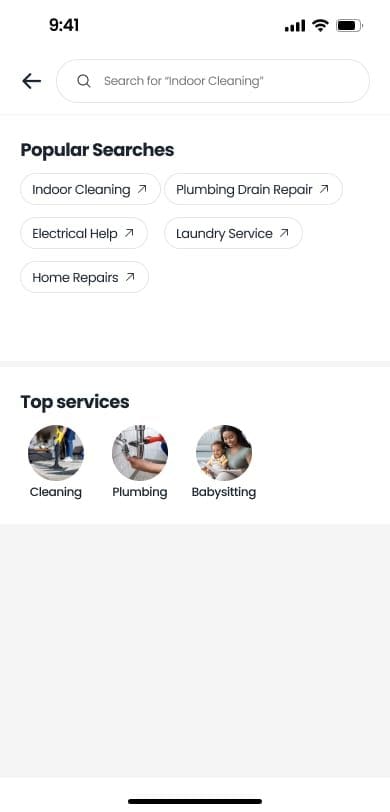 9:41
Search for “Indoor Cleaning”
Popular Searches
Indoor Cleaning
Plumbing Drain Repair
Electrical Help
Laundry Service
Home Repairs
Top services
Cleaning
Plumbing
Babysitting